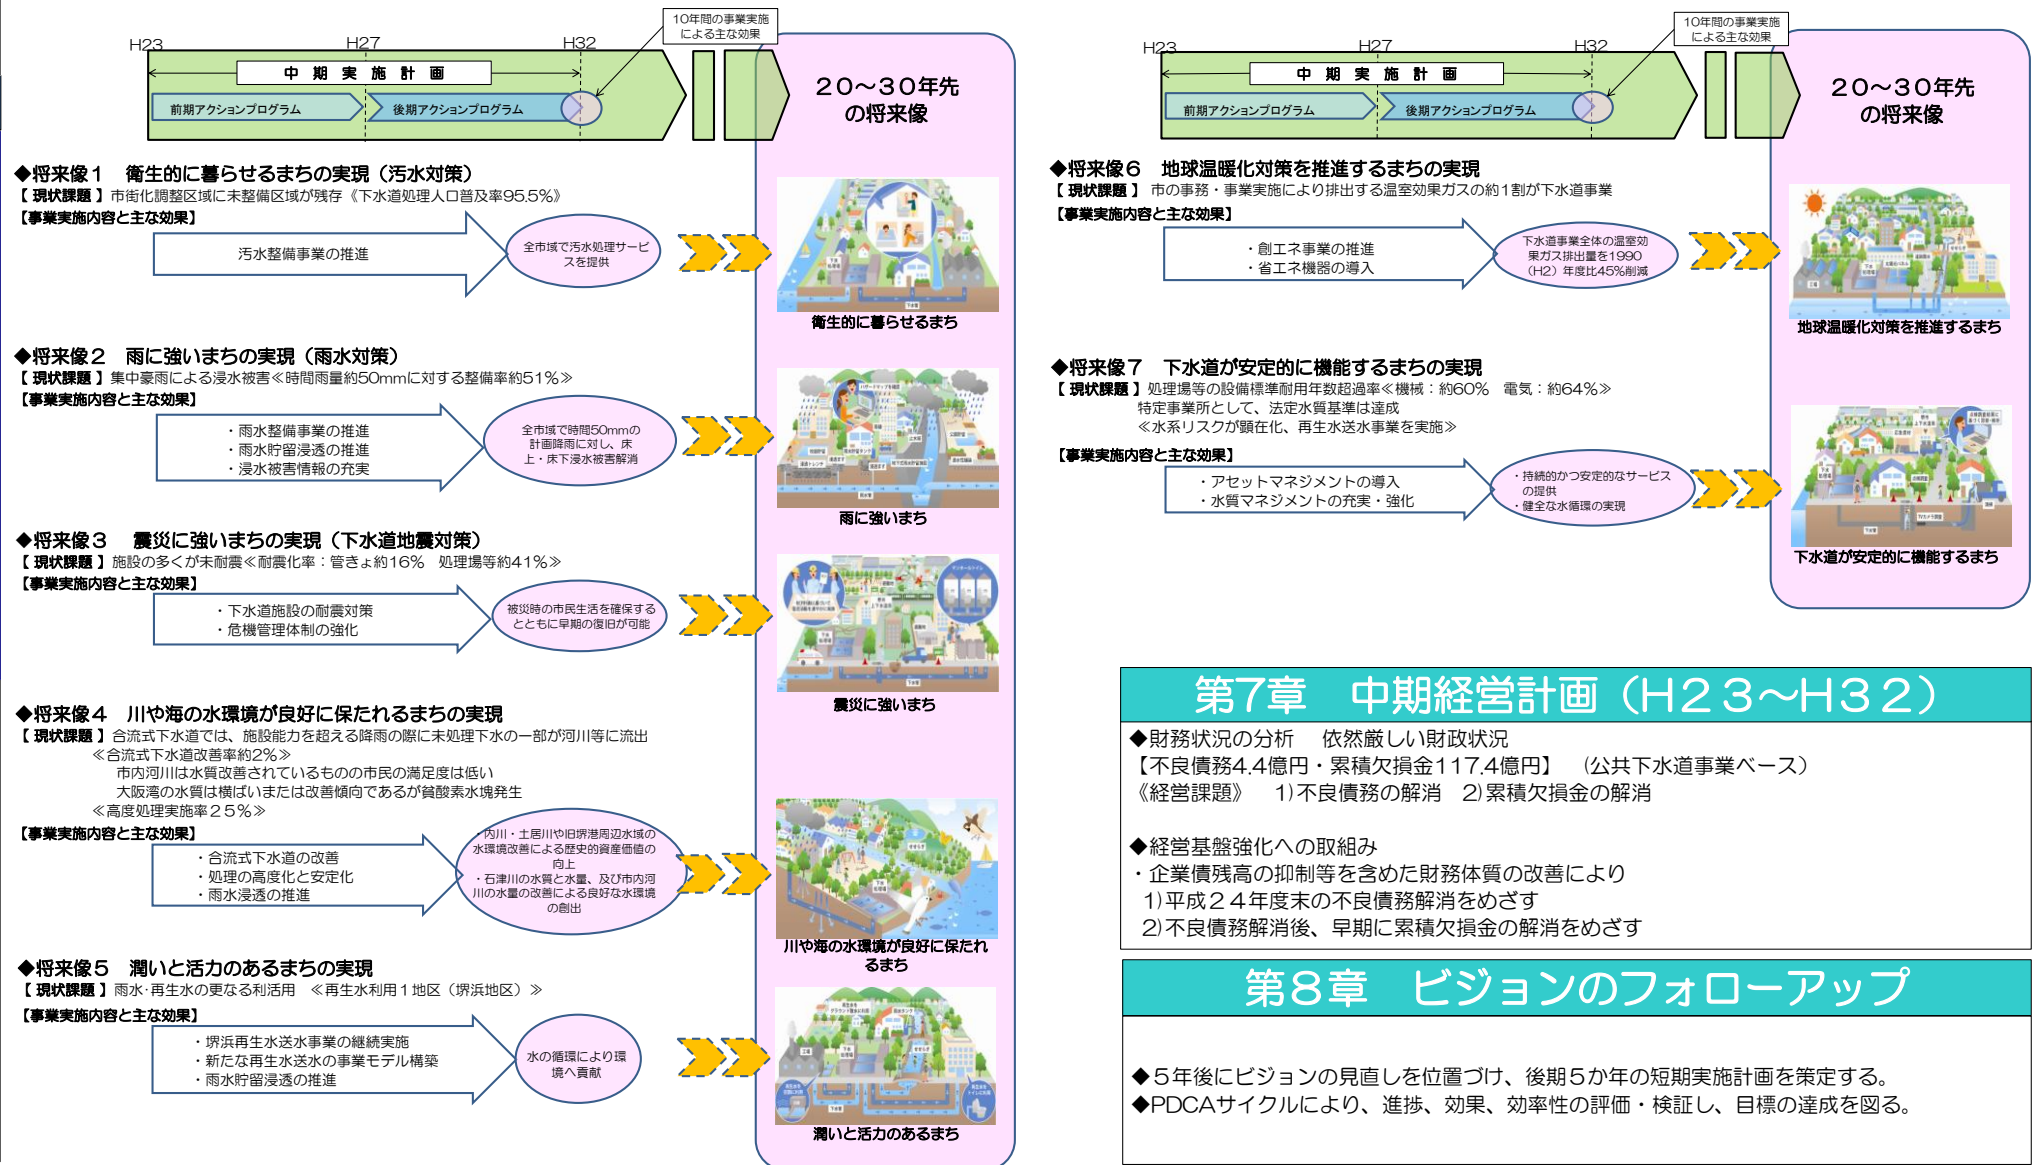 H23
H27
H32
10年間の事業実施
による主な効果
中期実施計画
前期アクションプログラム
後期アクションプログラム
20～30年先
の将来像
◆将来像1 衛生的に暮らせるまちの実現（汚水対策）
【現状課題】市街化調整区域に未整備区域が残存《下水道処理人口普及率95.5%》
【事業実施内容と主な効果】
汚水整備事業の推進
全市域で汚水処理サービ
スを提供
衛生的に暮らせるまち
◆将来像2 雨に強いまちの実現（雨水対策）
【現状課題】集中豪雨による浸水被害≪時間雨量約50mmに対する整備率約51%≫
【事業実施内容と主な効果】
・雨水整備事業の推進
・雨水貯留浸透の推進
・浸水被害情報の充実
全市域で時間50mmの
計画降雨に対し、床
上・床下浸水被害解消
雨に強いまち
◆将来像3 震災に強いまちの実現（下水道地震対策）
【現状課題】施設の多くが未耐震≪耐震化率：管きょ約16% 処理場等約41%≫
【事業実施内容と主な効果】
・下水道施設の耐震対策
・危機管理体制の強化
被災時の市民生活を確保する
とともに早期の復旧が可能
震災に強いまち
◆将来像4 川や海の水環境が良好に保たれるまちの実現
【現状課題】合流式下水道では、施設能力を超える降雨の際に未処理下水の一部が河川等に流出
≪合流式下水道改善率約2%≫
市内河川は水質改善されているものの市民の満足度は低い
大阪湾の水質は横ばいまたは改善傾向であるが貧酸素水塊発生
≪高度処理実施率25%≫
【事業実施内容と主な効果】
・合流式下水道の改善
・処理の高度化と安定化
・雨水浸透の推進
・内川・土居川や旧堺港周辺水域の
水環境改善による歴史的資産価値の
向上
・石津川の水質と水量、及び市内河
川の水量の改善による良好な水環境
の創出
川や海の水環境が良好に保たれ
るまち
◆将来像5 潤いと活力のあるまちの実現
【現状課題】雨水･再生水の更なる利活用 ≪再生水利用1地区（堺浜地区）≫
【事業実施内容と主な効果】
・堺浜再生水送水事業の継続実施
・新たな再生水送水の事業モデル構築
・雨水貯留浸透の推進
水の循環により環
境へ貢献
潤いと活力のあるまち
H23
H27
H32
10年間の事業実施
による主な効果
中期実施計画
前期アクションプログラム
後期アクションプログラム
20～30年先
の将来像
◆将来像6 地球温暖化対策を推進するまちの実現
【現状課題】市の事務・事業実施により排出する温室効果ガスの約1割が下水道事業
【事業実施内容と主な効果】
・創エネ事業の推進
・省エネ機器の導入
下水道事業全体の温室効
果ガス排出量を1990
（H2）年度比45%削減
地球温暖化対策を推進するまち
◆将来像7 下水道が安定的に機能するまちの実現
【現状課題】処理場等の設備標準耐用年数超過率≪機械：約60% 電気：約64%≫
特定事業所として、法定水質基準は達成
≪水系リスクが顕在化、再生水送水事業を実施≫
【事業実施内容と主な効果】
・アセットマネジメントの導入
・水質マネジメントの充実・強化
・持続的かつ安定的なサービス
の提供
・健全な水循環の実現
下水道が安定的に機能するまち
第7章 中期経営計画（H23～H32）
◆財務状況の分析 依然厳しい財政状況
【不良債務4.4億円・累積欠損金117.4億円】（公共下水道事業ベース）
《経営課題》 1)不良債務の解消 2)累積欠損金の解消
◆経営基盤強化への取組み
・企業債残高の抑制等を含めた財務体質の改善により
1)平成24年度末の不良債務解消をめざす
2)不良債務解消後、早期に累積欠損金の解消をめざす
第8章 ビジョンのフォローアップ
◆5年後にビジョンの見直しを位置づけ、後期5か年の短期実施計画を策定する。
◆PDCAサイクルにより、進捗、効果、効率性の評価・検証し、目標の達成を図る。